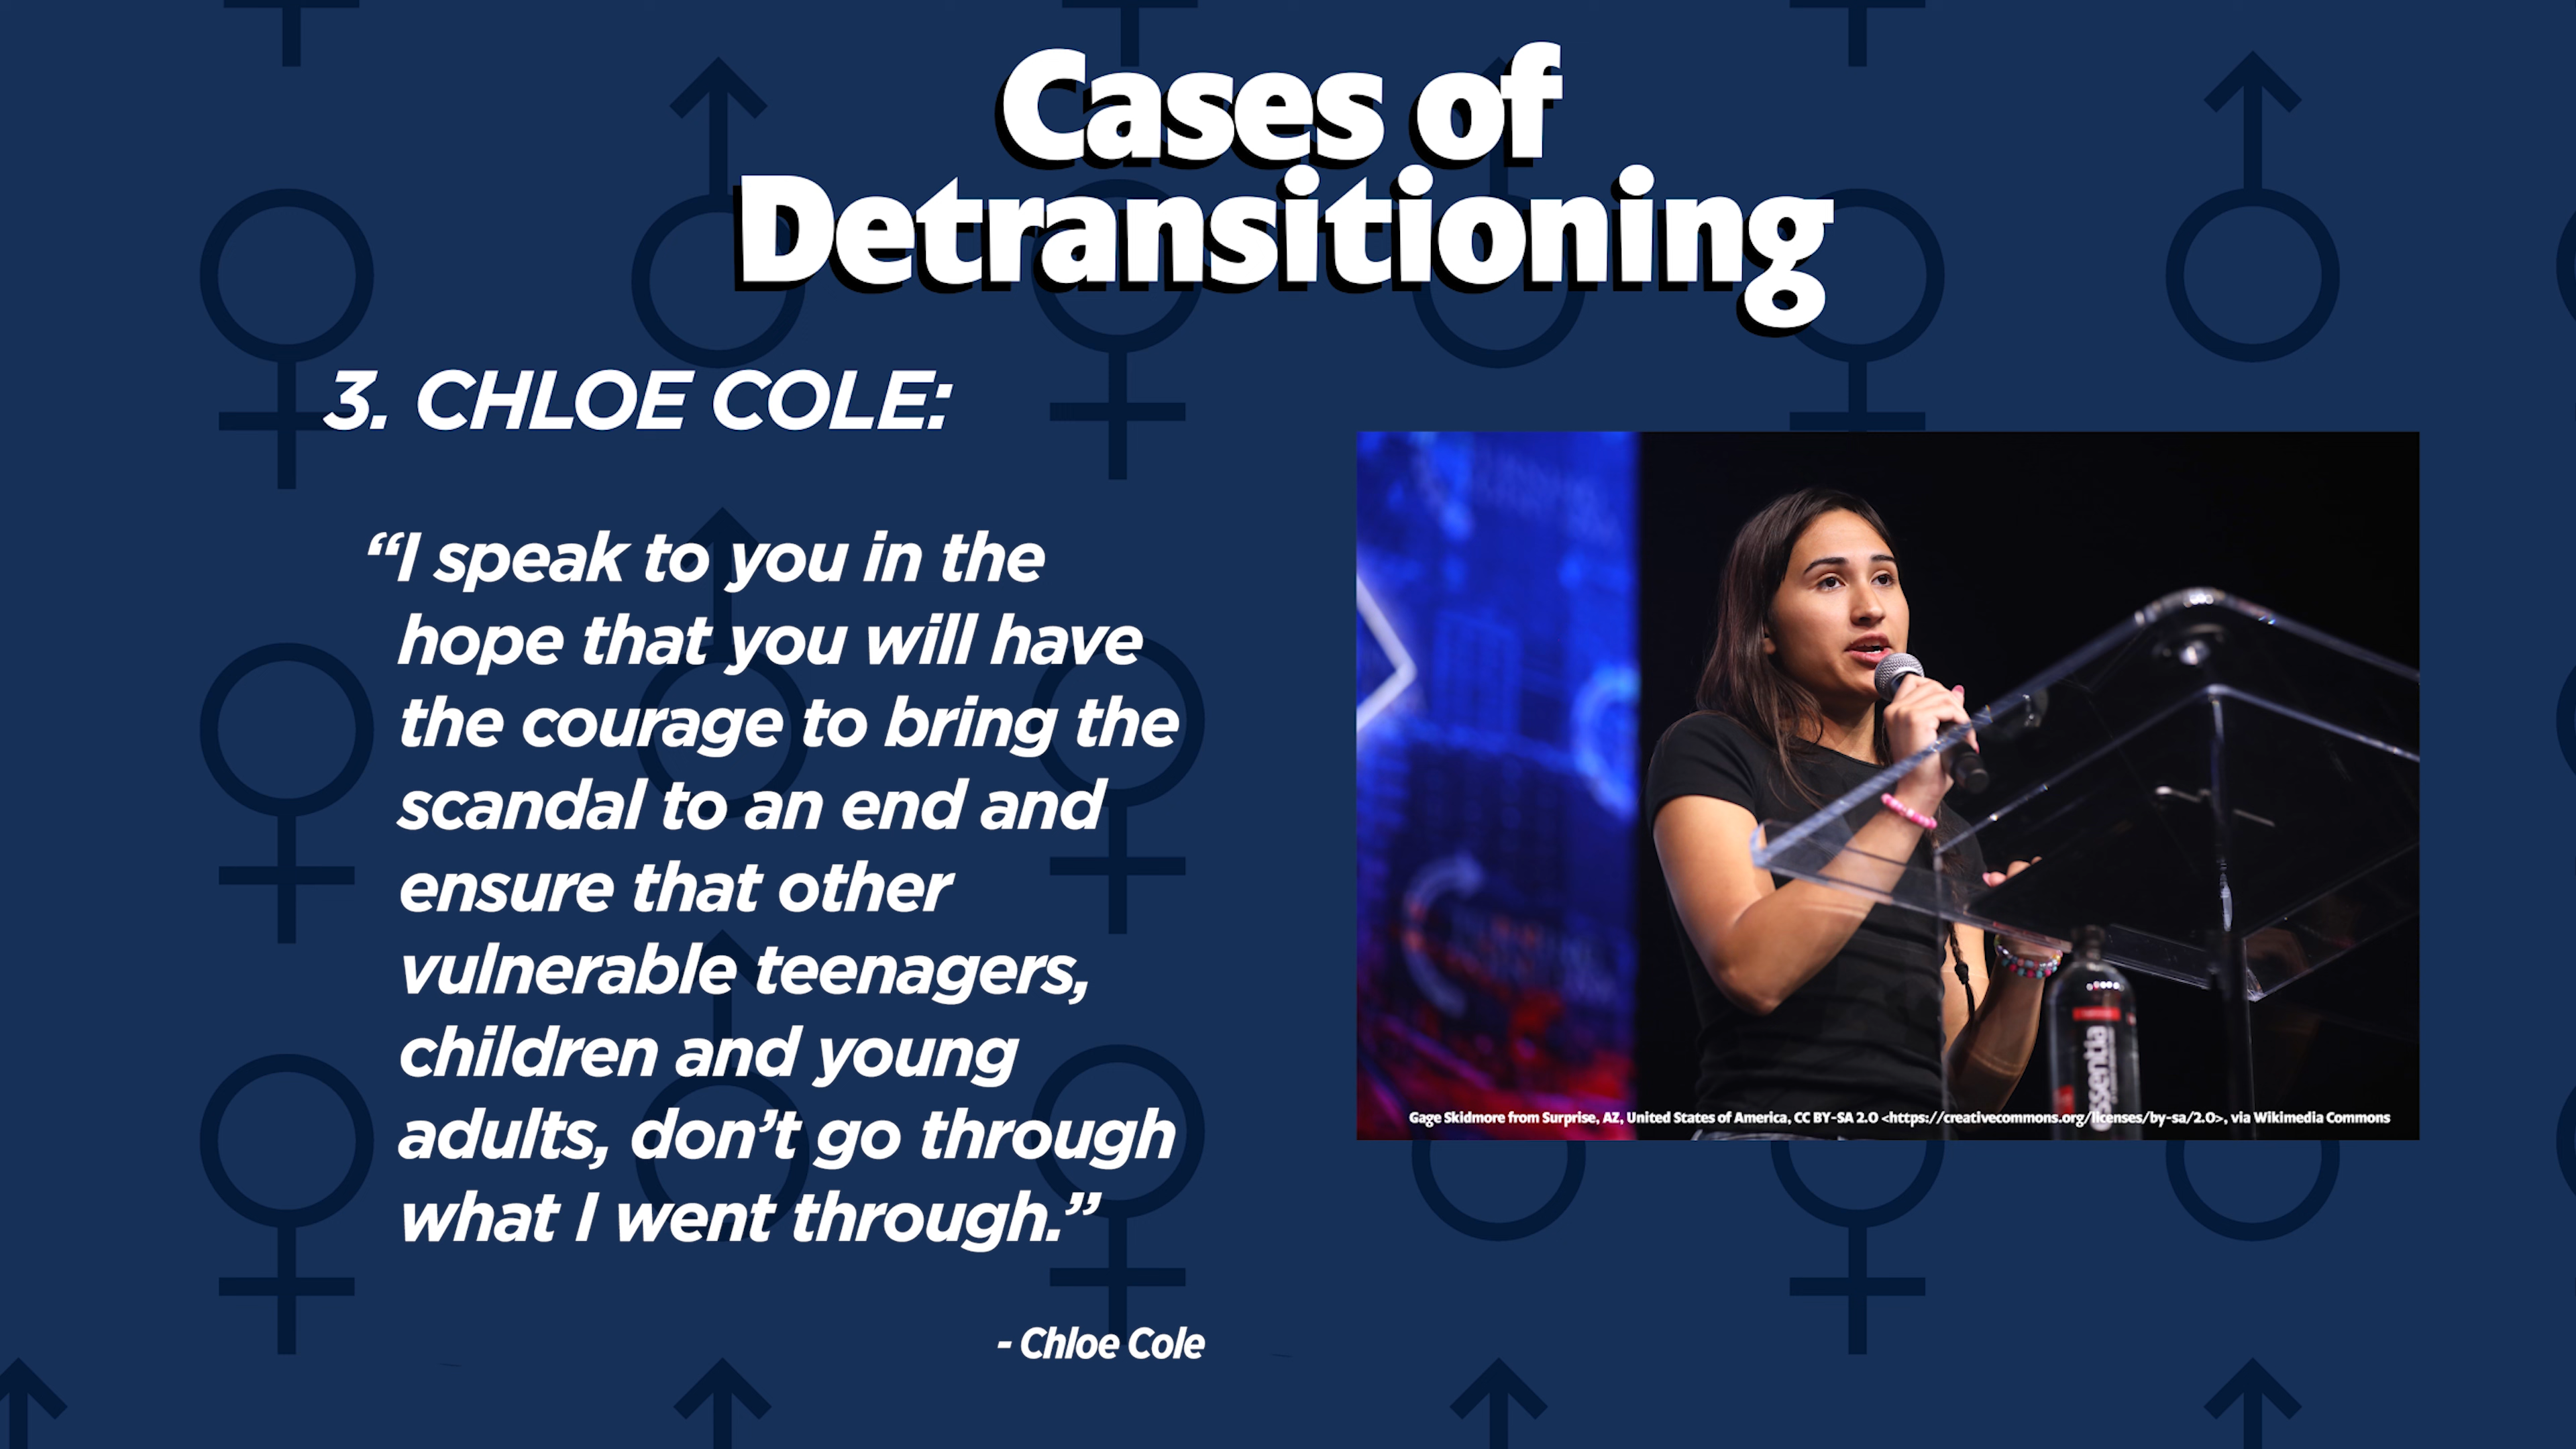 Cases of
Detransitioning
3. CHLOE COLE:
“I speak to you in the
hope that you will have
the courage to bring the
scandal to an end and
ensure that other
vulnerable teenagers,
children and young
adults, don’t go through
what I went through.”
- Chloe Cole
essentia
Gage Skidmore from Surprise, AZ, United States of America, CC BY-SA 2.0 <https://creativecommons.org/licenses/by-sa/2.0>, via Wikimedia Commons